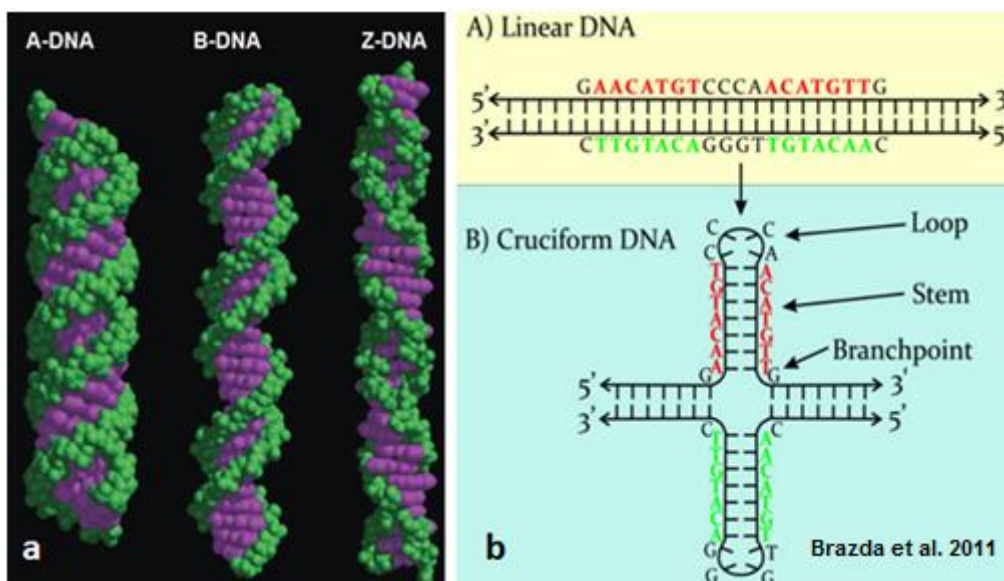 A-DNA B-DNA Z-DNA
a
A) Linear DNA
GAACATGTCCCAACATGTTG
5' 3'
3' 5'
CTTGTACAGGGTTGTACAAC
B) Cruciform DNA
C C
C A
T A
G C
T A
A T
C G
A T
A T
G G
Loop
Stem
Branchpoint
5' 3'
3' 5'
C C
T A
T A
G C
T A
A T
C G
A T
G T
G G
b
Brazda et al. 2011